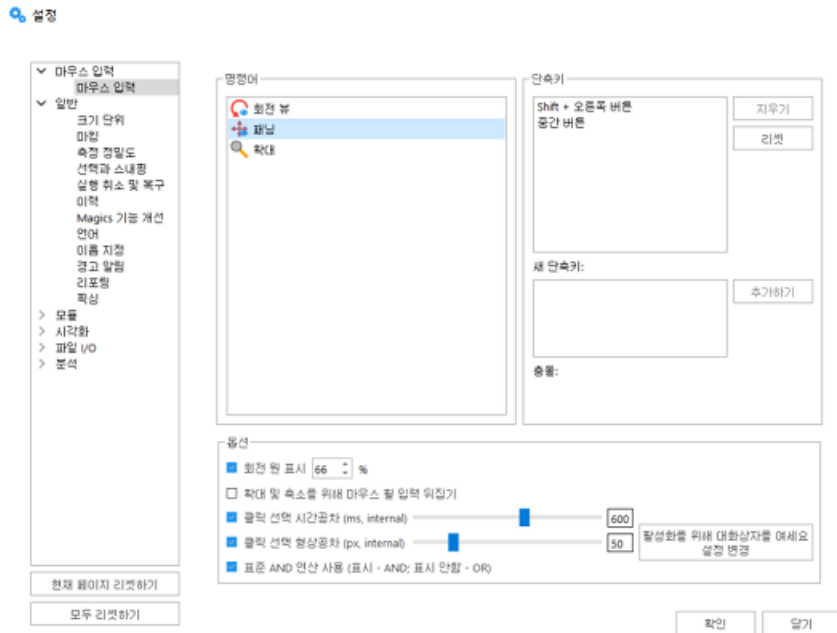 설정
마우스 입력
마우스 입력
일반
크기 단위
마킹
측정 정밀도
선택과 스내핑
실행 취소 및 복구
이력
Magics 기능 개선
언어
이름 지정
경고 알림
리포팅
픽싱
모듈
시각화
파일 I/O
분석
현재 페이지 리셋하기
모두 리셋하기
명령어
회전 뷰
패닝
확대
단축키
Shift + 오른쪽 버튼
중간 버튼
지우기
리셋
새 단축키:
추가하기
충돌:
옵션
회전 원 표시 66 %
확대 및 축소를 위해 마우스 휠 입력 뒤집기
클릭 선택 시간공차 (ms, internal) 600
클릭 선택 형상공차 (px, internal) 50
활성화를 위해 대화상자를 여세요
설정 변경
표준 AND 연산 사용 (표시 - AND; 표시 안함 - OR)
확인
닫기